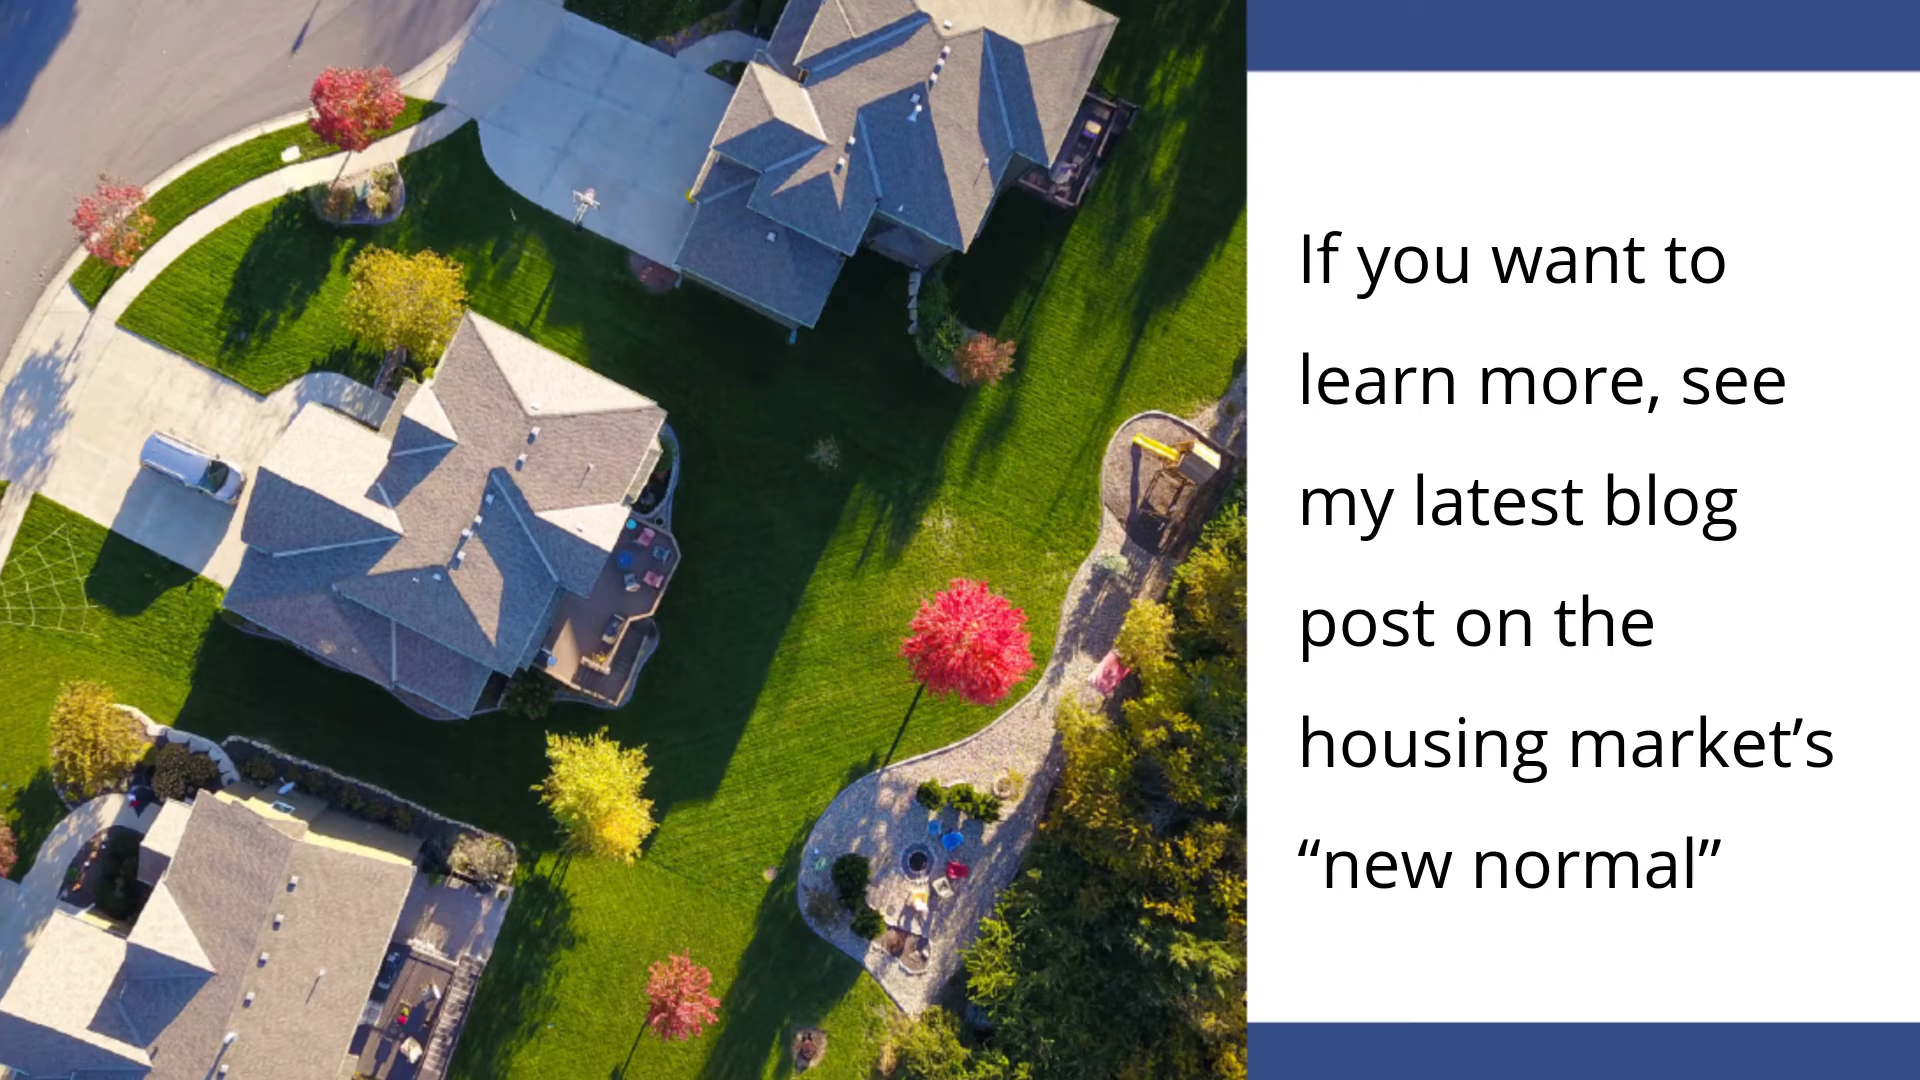 If you want to
learn more, see
my latest blog
post on the
housing market’s
“new normal”